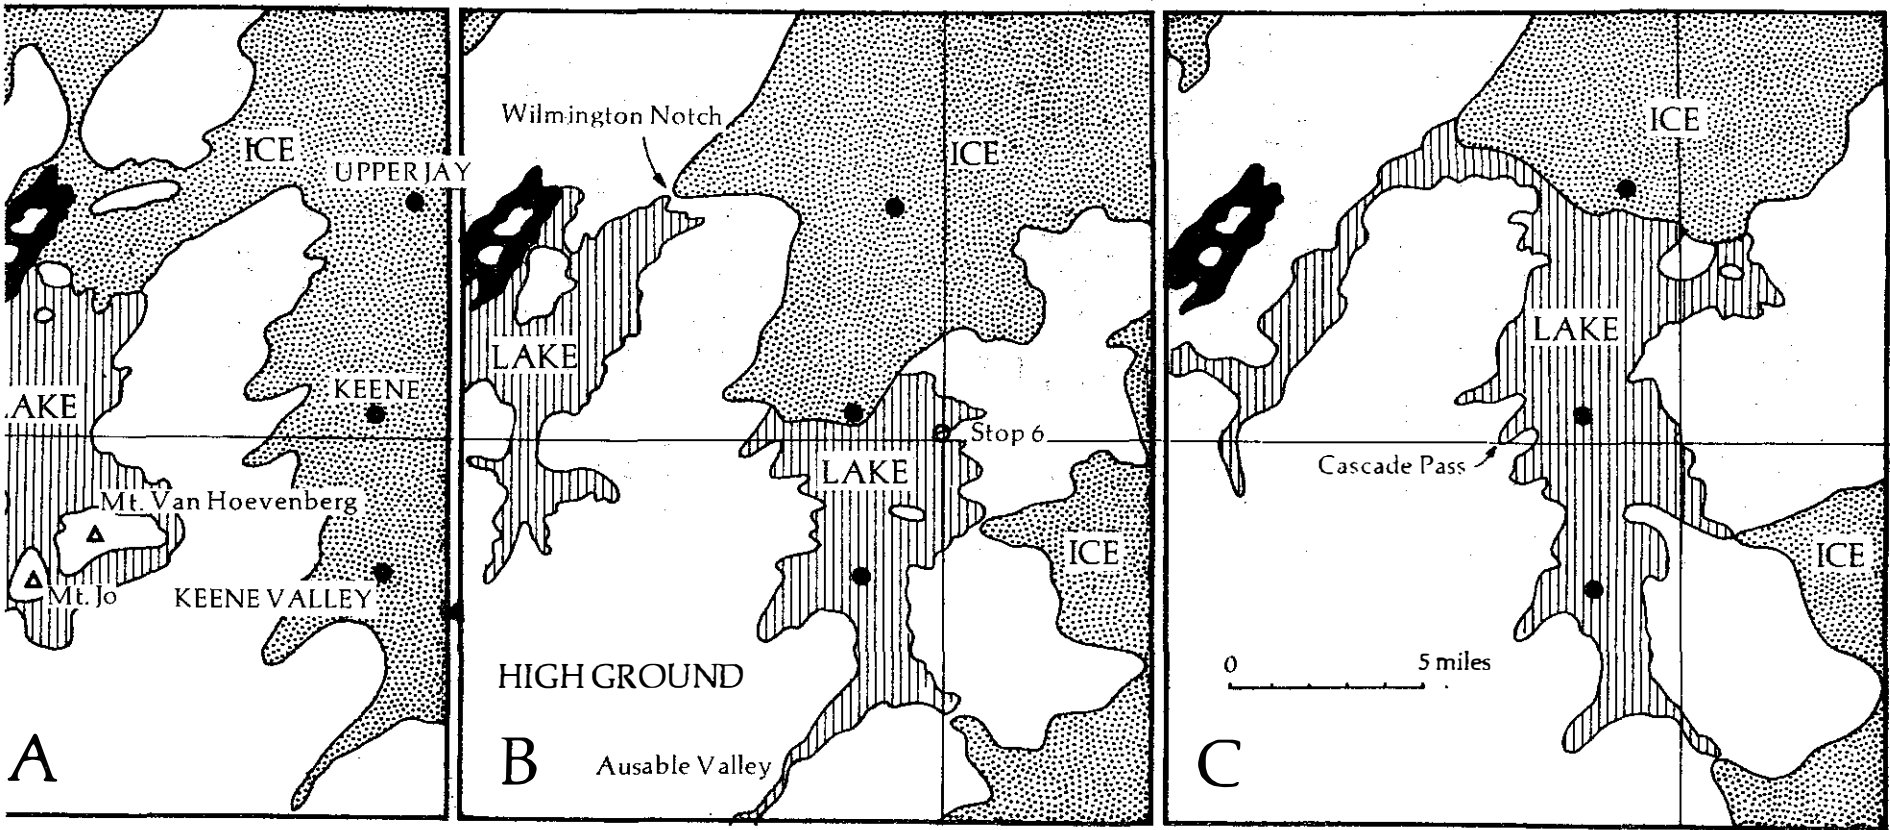 ICE
UPPER JAY
KEENE
AKE
Mt. Van Hoevenberg
Mt. Jo
KEENE VALLEY
A
Wilmington Notch
ICE
LAKE
Stop 6
LAKE
ICE
HIGH GROUND
Ausable Valley
B
ICE
LAKE
Cascade Pass
ICE
0 5 miles
C